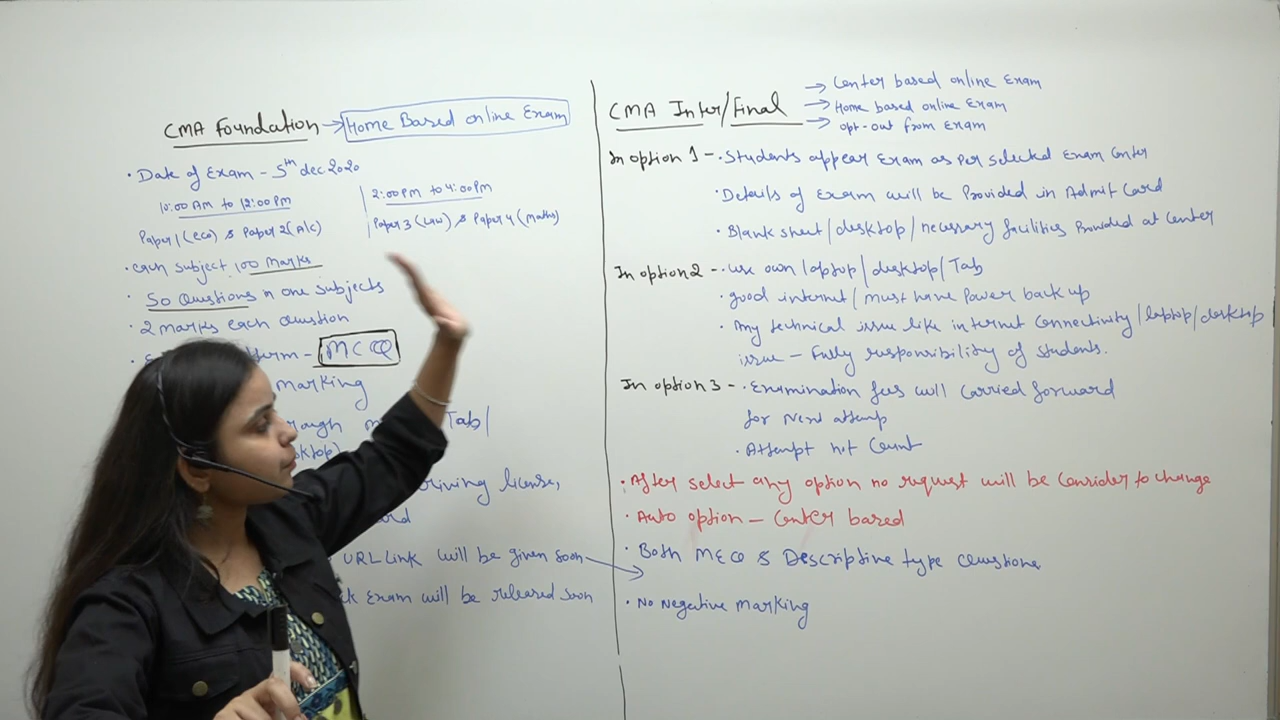 CMA Foundation → Home Based online Exam
• Date of Exam - 5th dec 2020
10:00 AM to 12:00 PM
2:00 PM to 4:00 PM
Paper 1 (eco) & Paper 2 (A/c)
Paper 3 (Law) & Paper 4 (Maths)
• each subject 100 marks
• 50 Questions in one subjects
• 2 marks each Question
MCQ
marking
Tab/
driving license,
URL Link will be given soon
Exam will be released soon
CMA Inter/Final
→ Center based online Exam
→ Home based online Exam
→ opt-out from Exam
In option 1 - • Students appear Exam as per selected Exam Center
• Details of Exam will be Provided in Admit Card
• Blank sheet/desktop/necessary facilities Provided at Center
In option 2 - • use own laptop/desktop/Tab
• good internet/must have Power back up
• Any technical issue like internet Connectivity/laptop/desktop
issue - Fully responsibility of students.
In option 3 - • Examination fees will Carried forward
for Next attemp
• Attempt not Count
• After select any option no request will be Consider to change
• Auto option - Center based
• Both MCQ & Descriptive type Questions
• No Negative marking